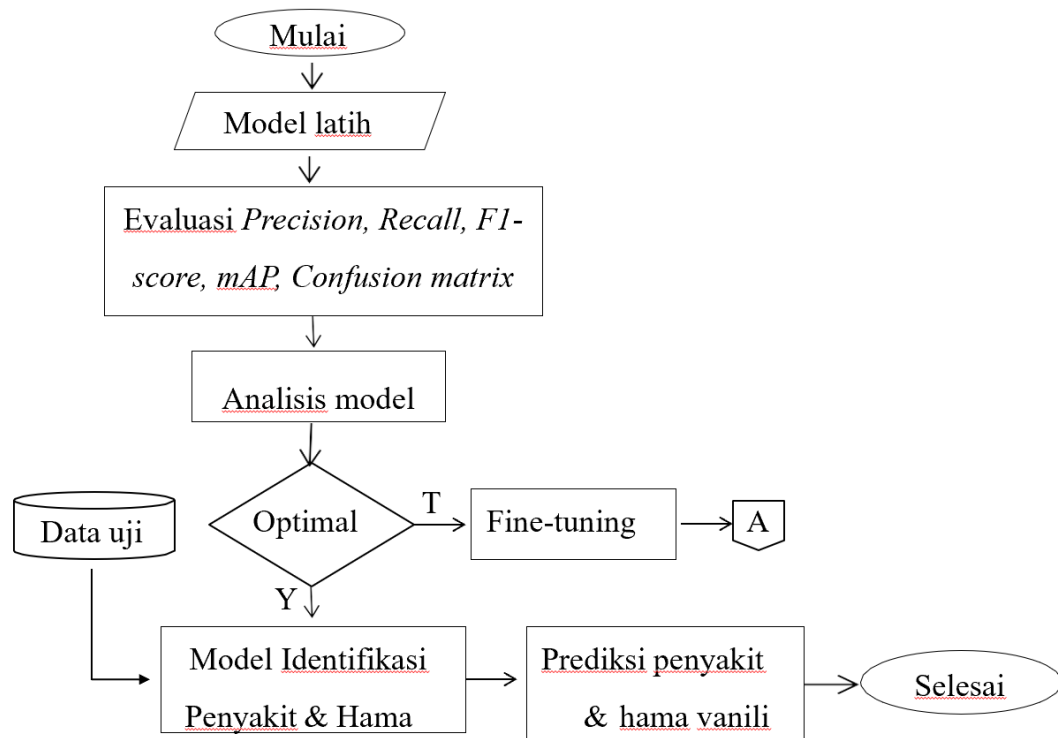 Mulai
Model latih
Evaluasi Precision, Recall, F1-
score, mAP, Confusion matrix
Analisis model
Optimal
T
Fine-tuning
A
Data uji
Y
Model Identifikasi
Penyakit & Hama
Prediksi penyakit
& hama vanili
Selesai